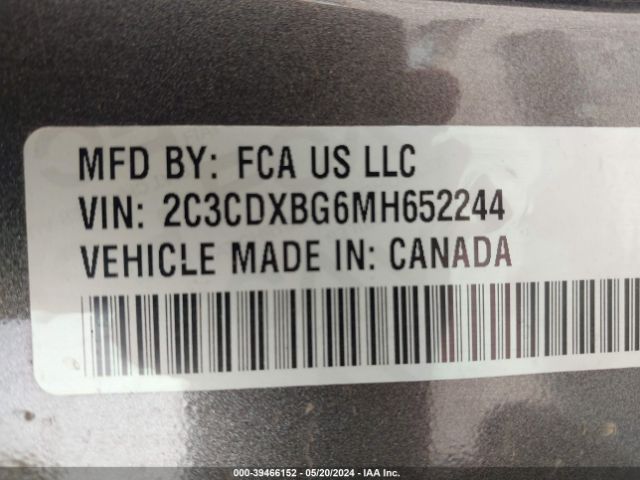 MFD BY: FCA US LLC
VIN: 2C3CDXBG6MH652244
VEHICLE MADE IN: CANADA
000-39466152 - 05/20/2024 - IAA Inc.